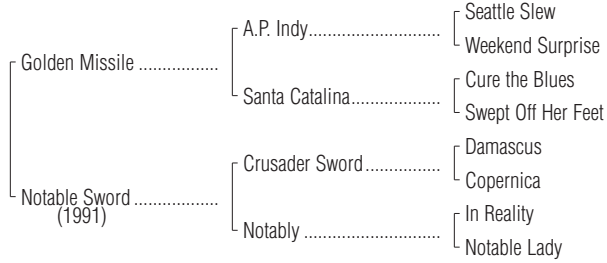 Seattle Slew
A.P. Indy..............................
Weekend Surprise
Golden Missile ..................
Cure the Blues
Santa Catalina....................
Swept Off Her Feet
Damascus
Crusader Sword.................
Copernica
Notable Sword ...................
(1991)
In Reality
Notably ..............................
Notable Lady